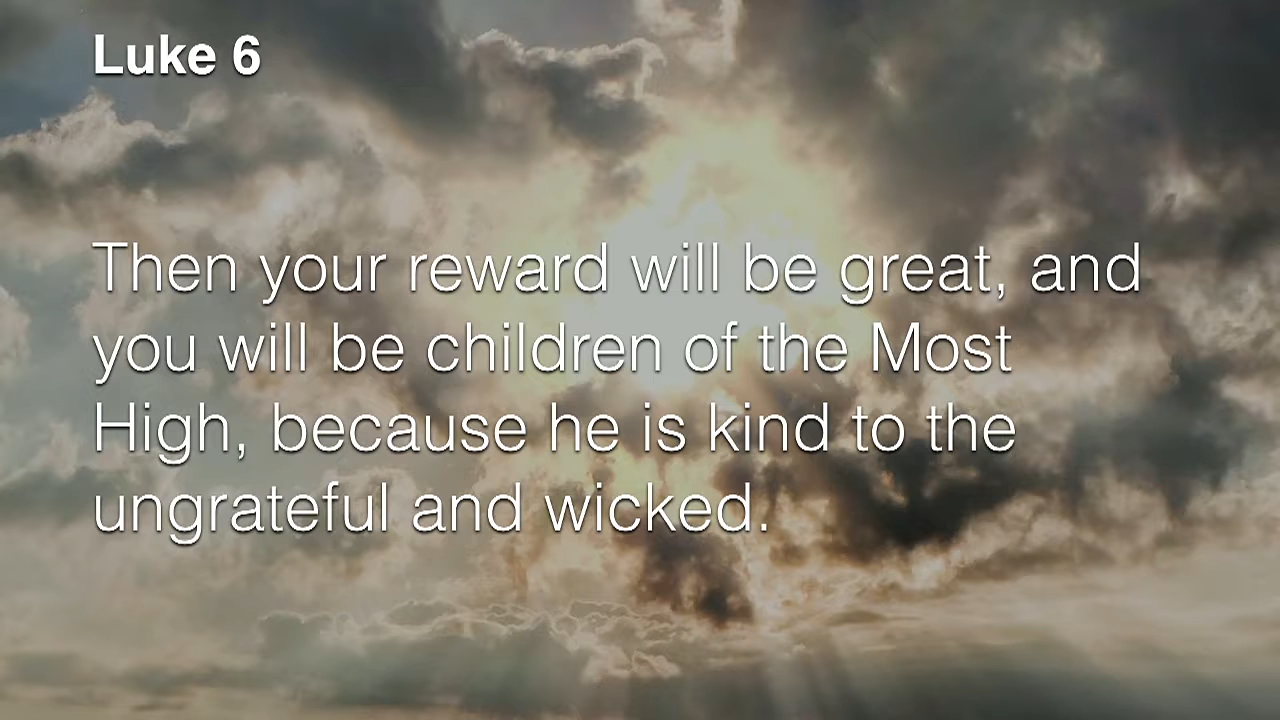 Luke 6
Then your reward will be great, and
you will be children of the Most
High, because he is kind to the
ungrateful and wicked.